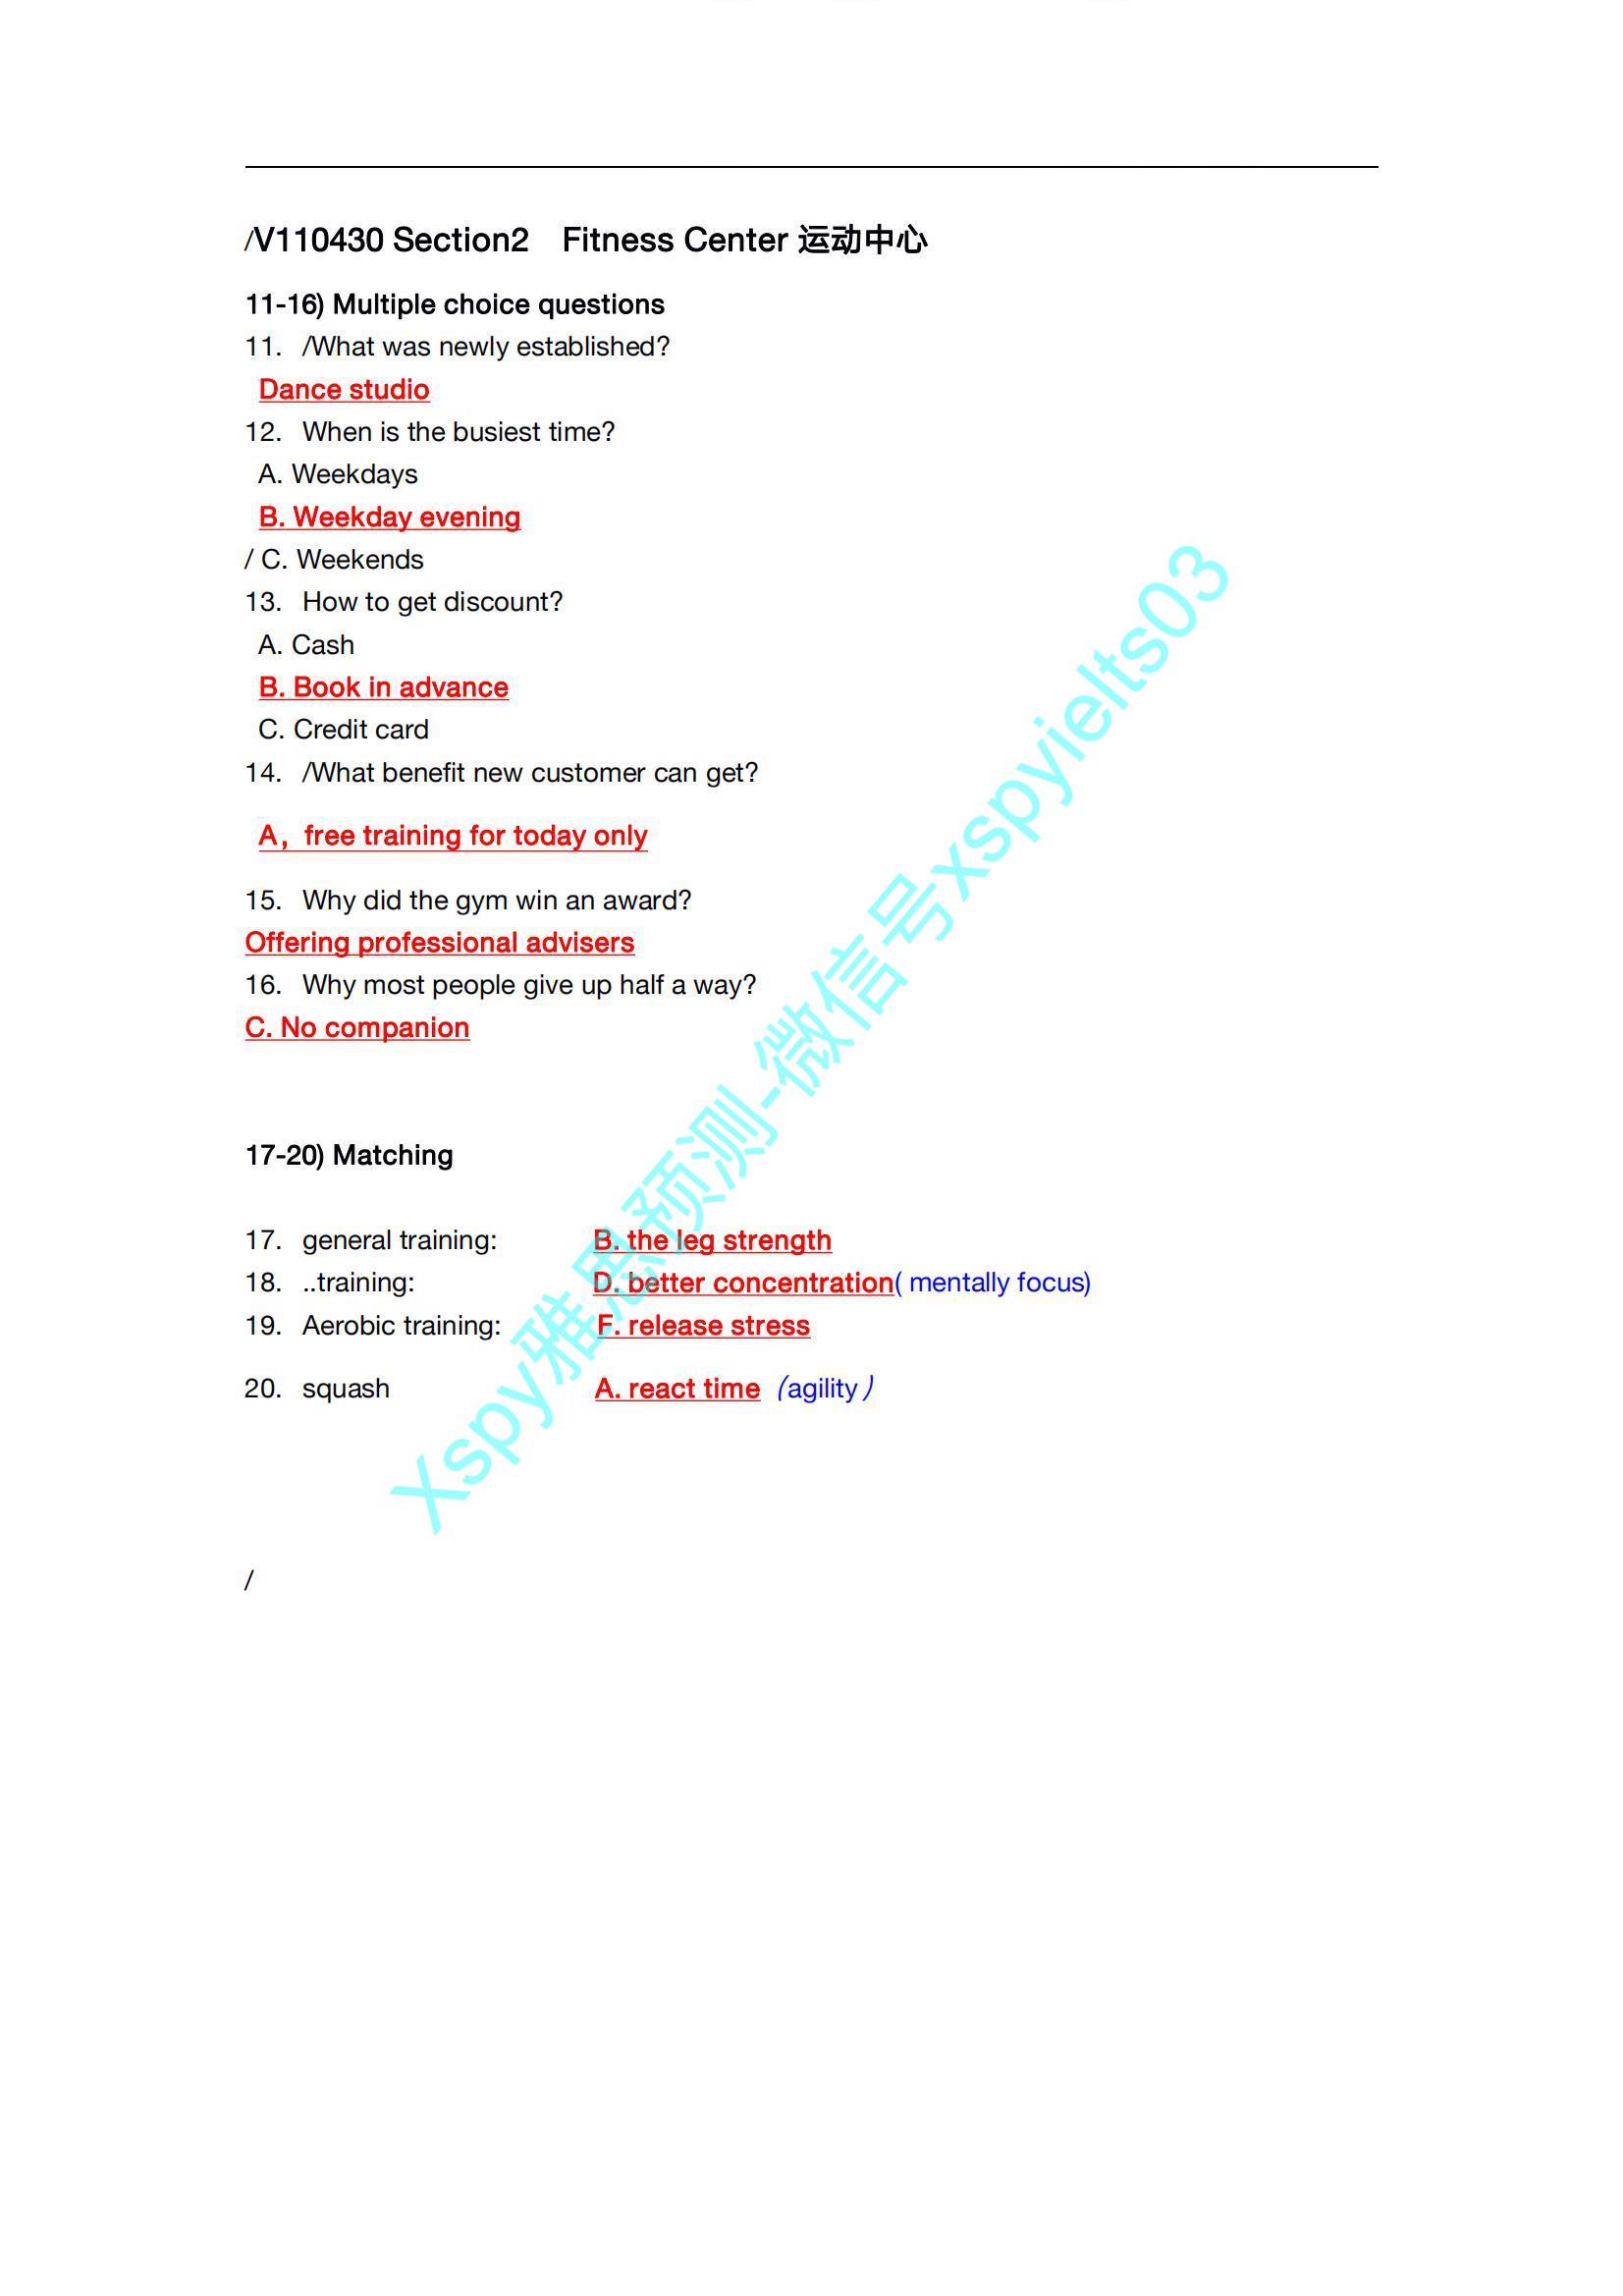 /V110430 Section2 Fitness Center 运动中心
11-16) Multiple choice questions
11. /What was newly established?
Dance studio
12. When is the busiest time?
A. Weekdays
B. Weekday evening
/ C. Weekends
13. How to get discount?
A. Cash
B. Book in advance
C. Credit card
14. /What benefit new customer can get?
A，free training for today only
15. Why did the gym win an award?
Offering professional advisers
16. Why most people give up half a way?
C. No companion
17-20) Matching
17. general training: B. the leg strength
18. ..training: D. better concentration( mentally focus)
19. Aerobic training: F. release stress
20. squash A. react time（agility）
/
Xspy雅思预测-微信号xspyielts03